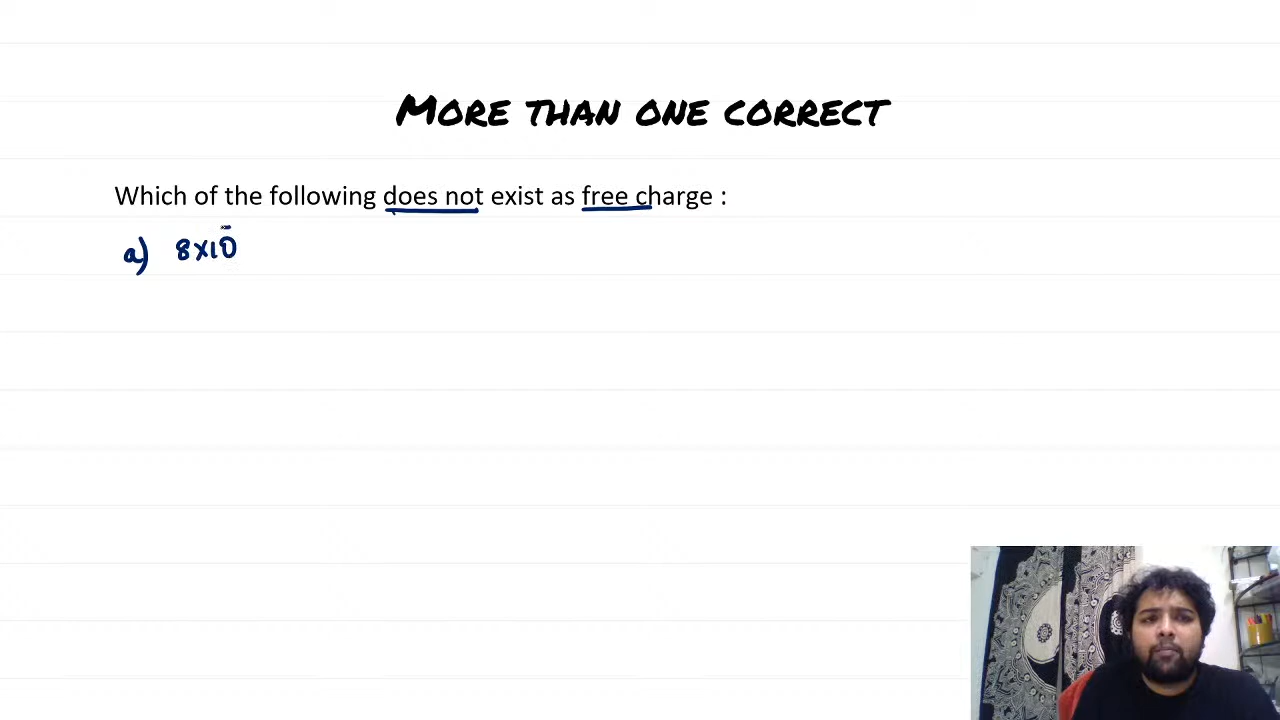 More than one correct
Which of the following does not exist as free charge :
a) 8x10⁻